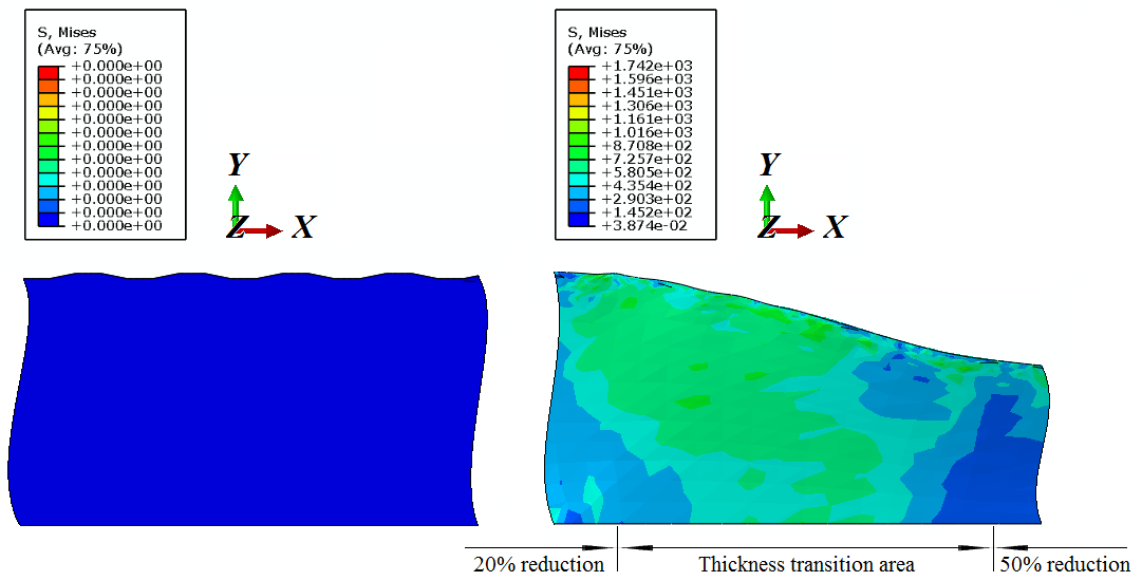 S, Mises
(Avg: 75%)
+0.000e+00
+0.000e+00
+0.000e+00
+0.000e+00
+0.000e+00
+0.000e+00
+0.000e+00
+0.000e+00
+0.000e+00
+0.000e+00
+0.000e+00
+0.000e+00
+0.000e+00
Y
Z
X
S, Mises
(Avg: 75%)
+1.742e+03
+1.596e+03
+1.451e+03
+1.306e+03
+1.161e+03
+1.016e+03
+8.708e+02
+7.257e+02
+5.805e+02
+4.354e+02
+2.903e+02
+1.452e+02
+3.874e-02
Y
Z
X
20% reduction
Thickness transition area
50% reduction